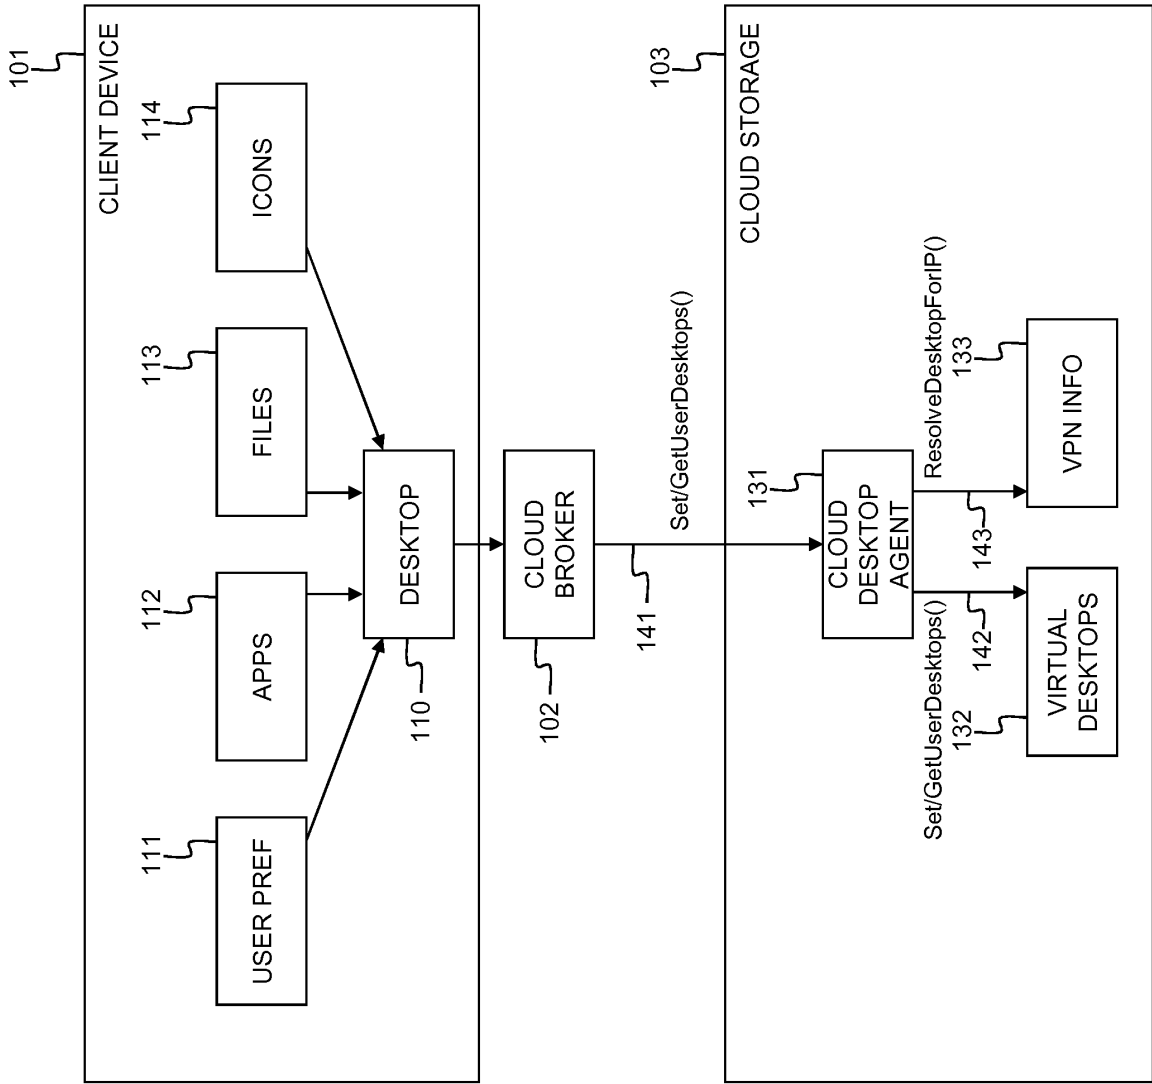 101
CLIENT DEVICE
111
USER PREF
112
APPS
113
FILES
114
ICONS
110
DESKTOP
102
CLOUD
BROKER
141
Set/GetUserDesktops()
103
CLOUD STORAGE
131
CLOUD
DESKTOP
AGENT
Set/GetUserDesktops()
142
ResolveDesktopForIP()
143
132
VIRTUAL
DESKTOPS
133
VPN INFO